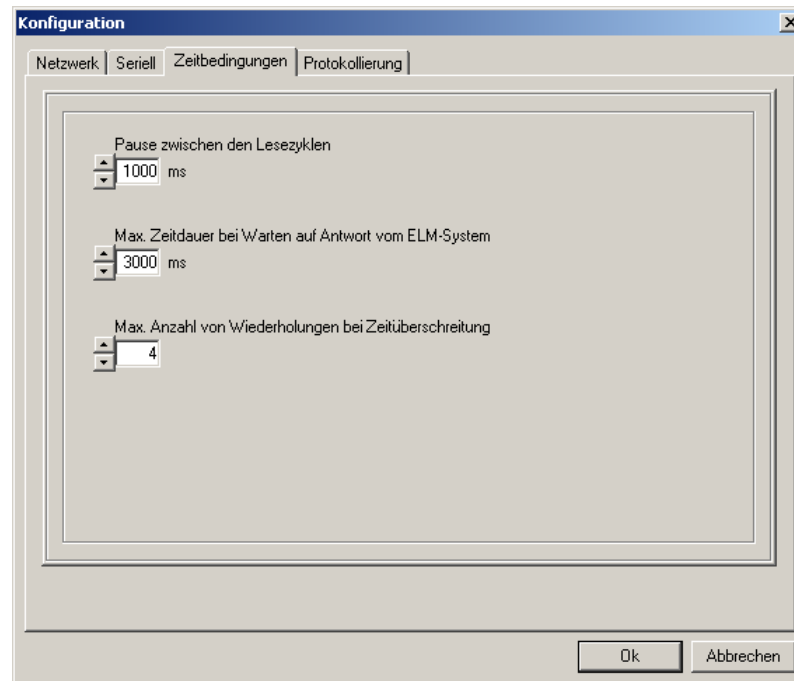 Konfiguration
Netzwerk Seriell Zeitbedingungen Protokollierung
Pause zwischen den Lesezyklen
1000 ms
Max. Zeitdauer bei Warten auf Antwort vom ELM-System
3000 ms
Max. Anzahl von Wiederholungen bei Zeitüberschreitung
4
Ok Abbrechen